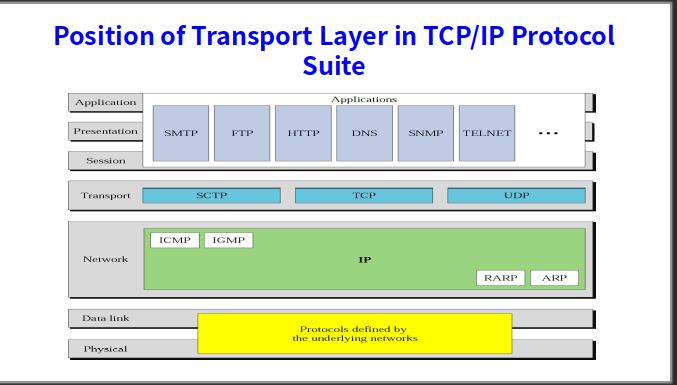 Position of Transport Layer in TCP/IP Protocol
Suite
Applications
Application
Presentation
Session
SMTP
FTP
HTTP
DNS
SNMP
TELNET
...
Transport
SCTP
TCP
UDP
Network
ICMP
IGMP
IP
RARP
ARP
Data link
Physical
Protocols defined by
the underlying networks